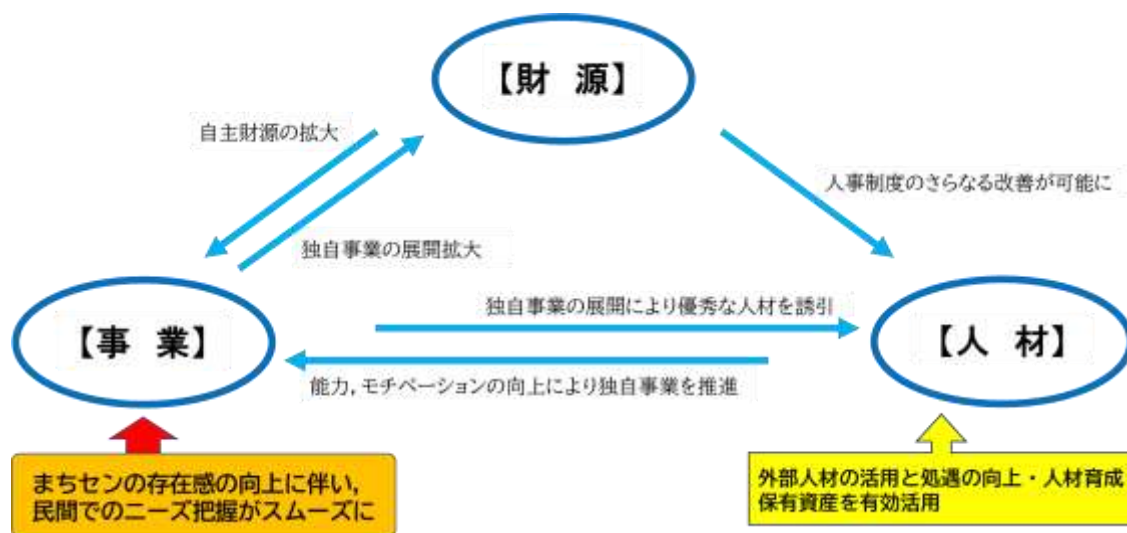 【財 源】
自主財源の拡大
人事制度のさらなる改善が可能に
独自事業の展開拡大
独自事業の展開により優秀な人材を誘引
【事 業】
【人 材】
能力，モチベーションの向上により独自事業を推進
まちセンの存在感の向上に伴い，
民間でのニーズ把握がスムーズに
外部人材の活用と処遇の向上・人材育成
保有資産を有効活用